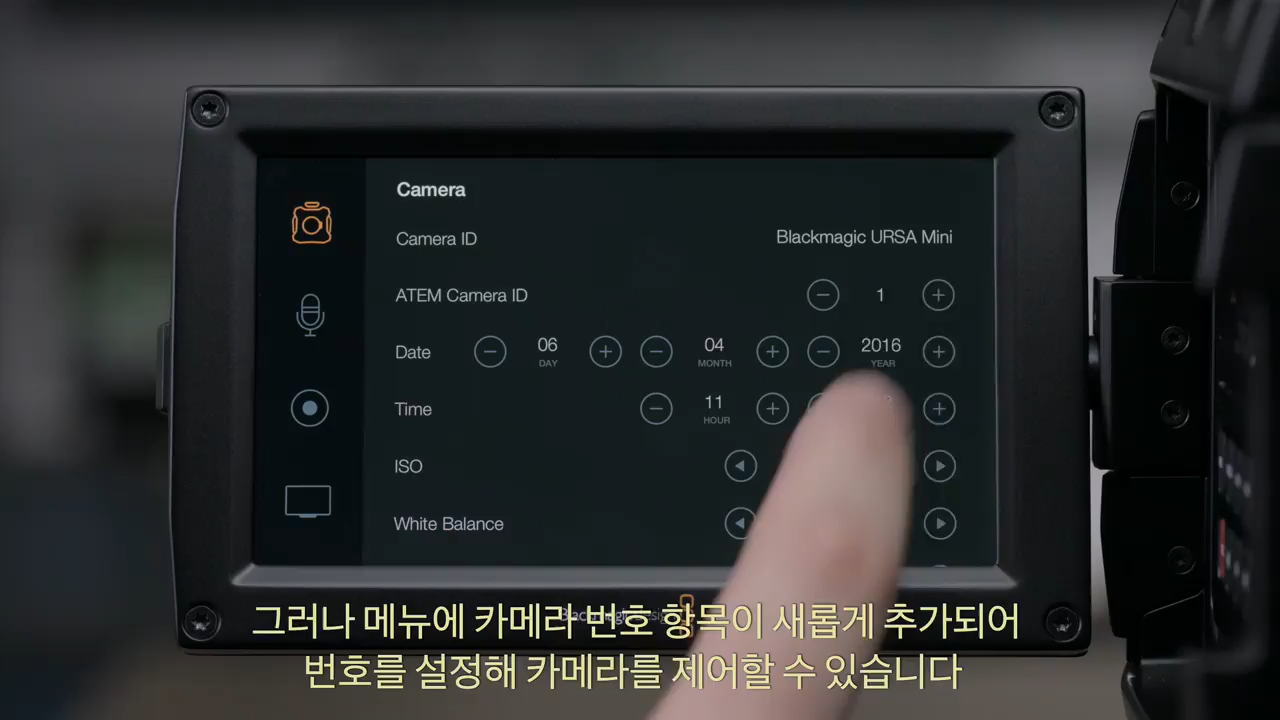 Camera
Camera ID Blackmagic URSA Mini
ATEM Camera ID 1
Date 06 04 2016
DAY MONTH YEAR
Time 11
HOUR
ISO
White Balance
그러나 메뉴에 카메라 번호 항목이 새롭게 추가되어
번호를 설정해 카메라를 제어할 수 있습니다